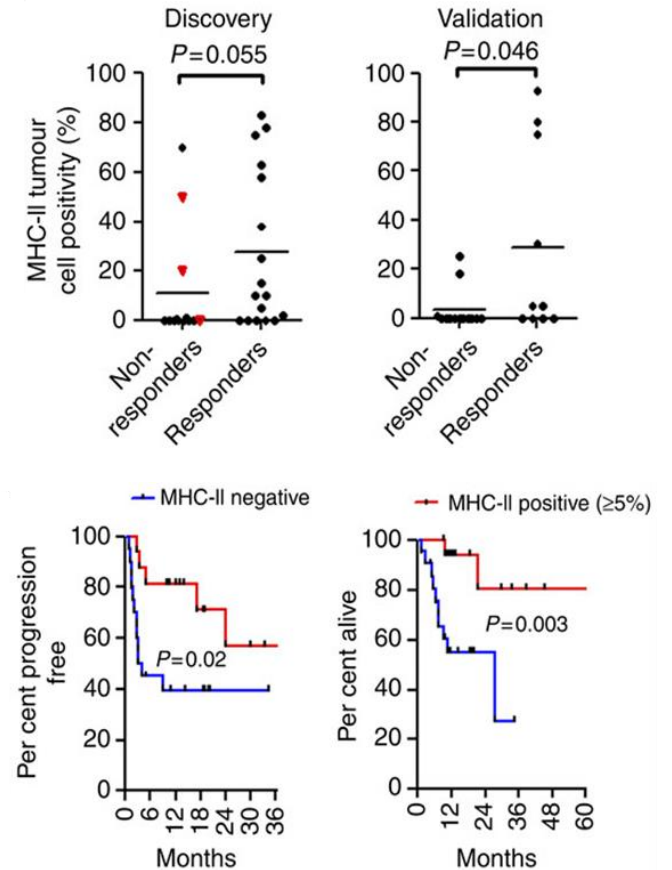 Discovery
Validation
P=0.055
P=0.046
MHC-II tumour
cell positivity (%)
100
80
60
40
20
0
100
80
60
40
20
0
Non-
responders
Responders
Non-
responders
Responders
MHC-II negative
MHC-II positive (≥5%)
Per cent progression
free
100
80
60
40
20
0
P=0.02
0 6 12 18 24 30 36
Months
Per cent alive
100
80
60
40
20
0
P=0.003
0 12 24 36 48 60
Months